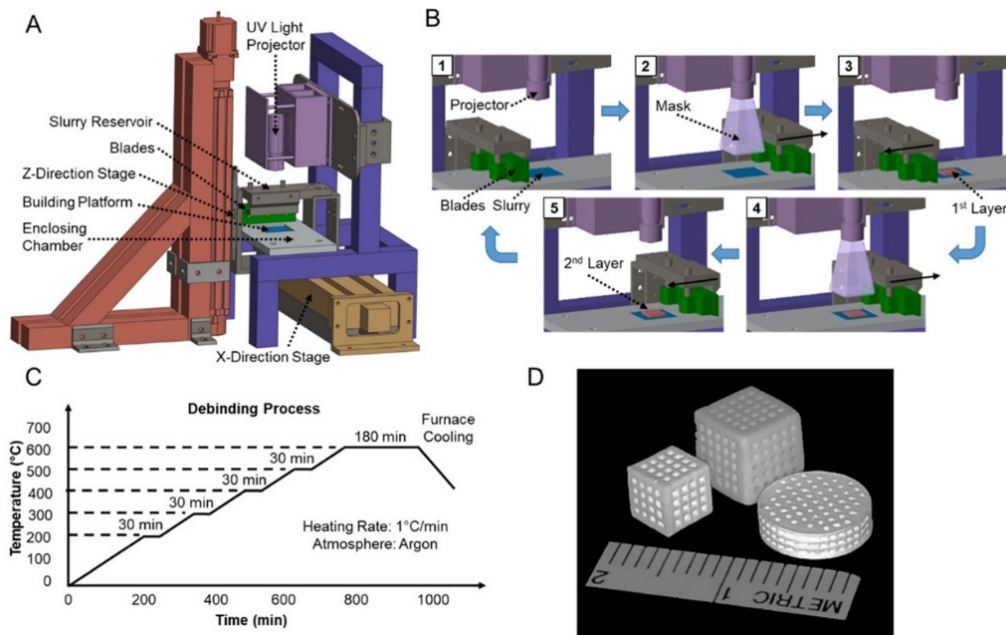 A
UV Light
Projector
Slurry Reservoir
Blades
Z-Direction Stage
Building Platform
Enclosing
Chamber
X-Direction Stage
B
1
2
3
Projector
Mask
Blades Slurry
1st Layer
5
4
2nd Layer
C
Debinding Process
Furnace
Cooling
Temperature (°C)
700
600
500
400
300
200
100
0
180 min
30 min
30 min
30 min
30 min
Heating Rate: 1°C/min
Atmosphere: Argon
0
200
400
600
800
1000
Time (min)
D
2
1
METRIC